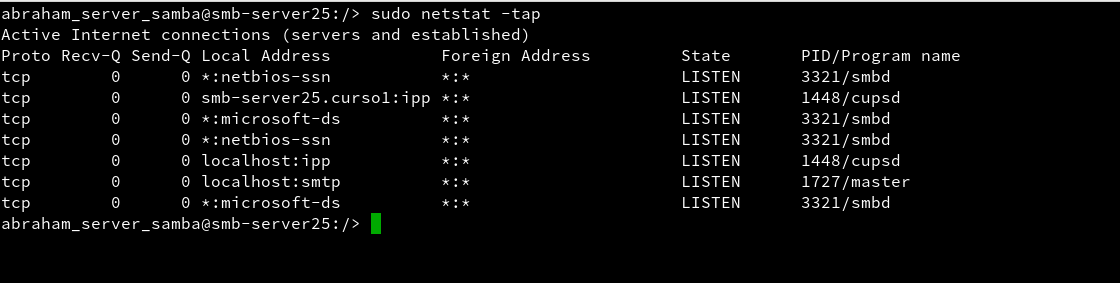 abraham_server_samba@smb-server25:/> sudo netstat -tap
Active Internet connections (servers and established)
Proto Recv-Q Send-Q Local Address           Foreign Address         State       PID/Program name
tcp        0      0 *:netbios-ssn           *:*                     LISTEN      3321/smbd
tcp        0      0 smb-server25.curso1:ipp *:*                     LISTEN      1448/cupsd
tcp        0      0 *:microsoft-ds          *:*                     LISTEN      3321/smbd
tcp        0      0 *:netbios-ssn           *:*                     LISTEN      3321/smbd
tcp        0      0 localhost:ipp           *:*                     LISTEN      1448/cupsd
tcp        0      0 localhost:smtp          *:*                     LISTEN      1727/master
tcp        0      0 *:microsoft-ds          *:*                     LISTEN      3321/smbd
abraham_server_samba@smb-server25:/>